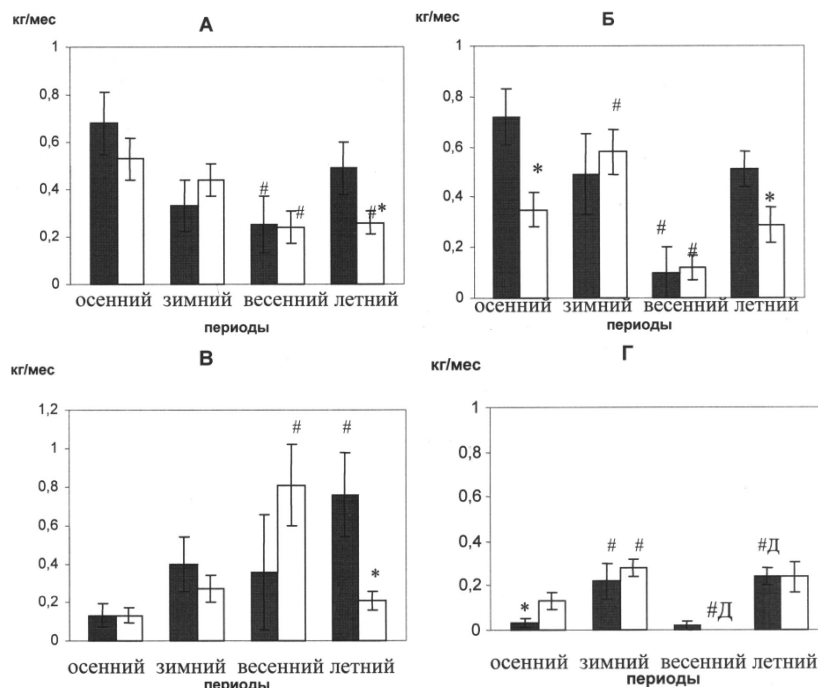 кг/мес
А
1
0,8
0,6
0,4
0,2
0
# # #*
осенний зимний весенний летний
периоды
кг/мес
Б
1
0,8
0,6
0,4
0,2
0
* # # # *
осенний зимний весенний летний
периоды
кг/мес
В
1,2
1
0,8
0,6
0,4
0,2
0
# # *
осенний зимний весенний летний
периоды
кг/мес
Г
1
0,8
0,6
0,4
0,2
0
* # # #Д #Д
осенний зимний весенний летний
периоды